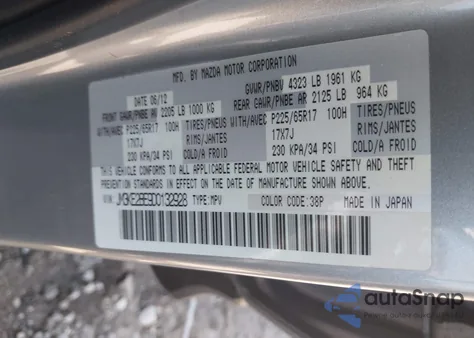 MFG. BY MAZDA MOTOR CORPORATION
DATE 06/12 GVWR/PNBV 4323 LB 1961 KG
FRONT GAWR/PNBE AV 2205 LB 1000 KG REAR GAWR/PNBE AR 2125 LB 964 KG
WITH/AVEC P225/65R17 100H TIRES/PNEUS WITH/AVEC P225/65R17 100H TIRES/PNEUS
17X7J RIMS/JANTES 17X7J RIMS/JANTES
230 KPA/34 PSI COLD/A FROID 230 KPA/34 PSI COLD/A FROID
THIS VEHICLE CONFORMS TO ALL APPLICABLE FEDERAL MOTOR VEHICLE SAFETY AND THEFT
PREVENTION STANDARDS IN EFFECT ON THE DATE OF MANUFACTURE SHOWN ABOVE.
VIN: TYPE:MPV COLOR CODE:38P MADE IN JAPAN
autoSnap